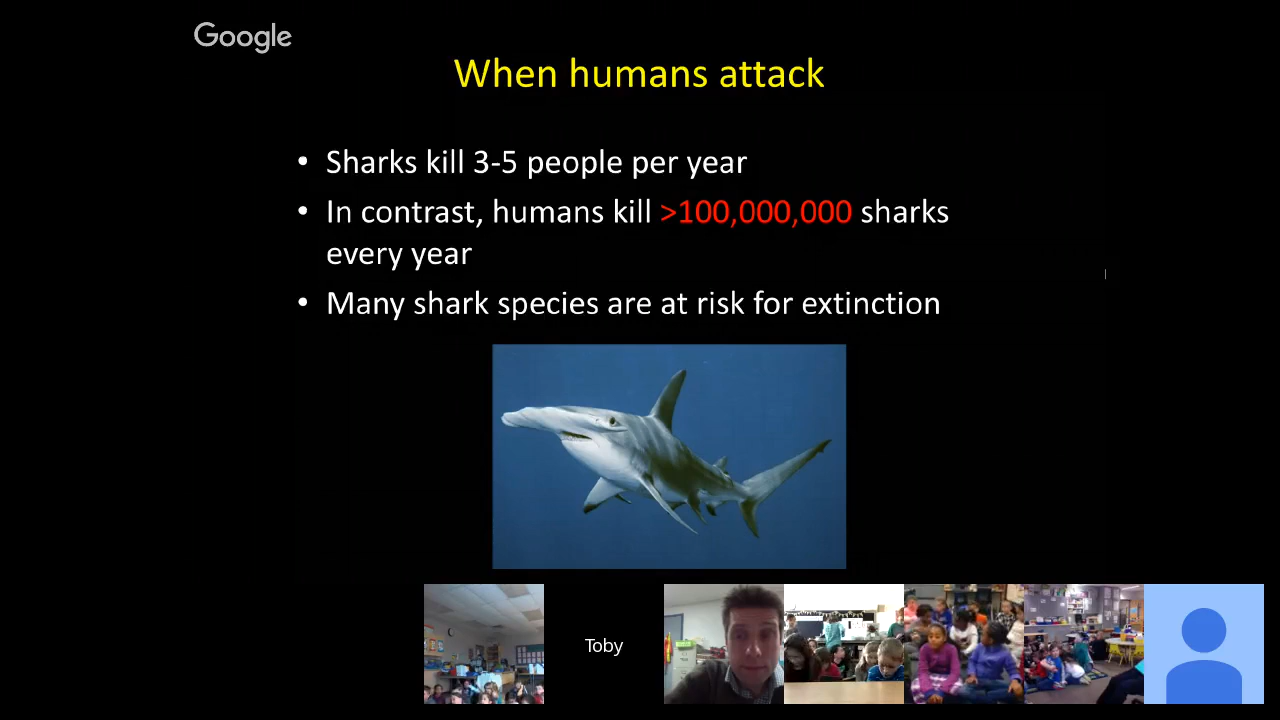 Google
When humans attack
• Sharks kill 3-5 people per year
• In contrast, humans kill >100,000,000 sharks
every year
• Many shark species are at risk for extinction
Toby